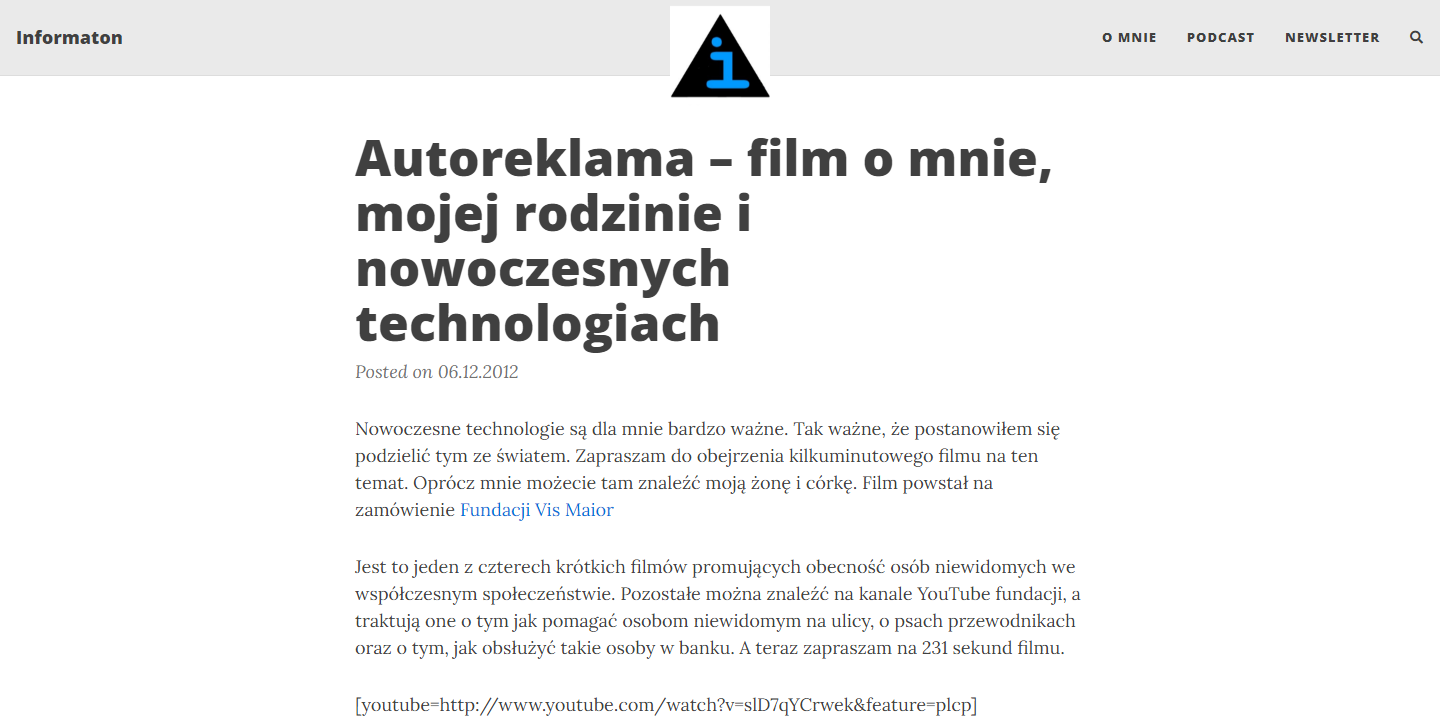 Informaton
i
O MNIE
PODCAST
NEWSLETTER
Autoreklama – film o mnie,
mojej rodzinie i
nowoczesnych
technologiach
Posted on 06.12.2012
Nowoczesne technologie są dla mnie bardzo ważne. Tak ważne, że postanowiłem się
podzielić tym ze światem. Zapraszam do obejrzenia kilkuminutowego filmu na ten
temat. Oprócz mnie możecie tam znaleźć moją żonę i córkę. Film powstał na
zamówienie Fundacji Vis Maior
Jest to jeden z czterech krótkich filmów promujących obecność osób niewidomych we
współczesnym społeczeństwie. Pozostałe można znaleźć na kanale YouTube fundacji, a
traktują one o tym jak pomagać osobom niewidomym na ulicy, o psach przewodnikach
oraz o tym, jak obsłużyć takie osoby w banku. A teraz zapraszam na 231 sekund filmu.
[youtube=http://www.youtube.com/watch?v=slD7qYCrwek&feature=plcp]